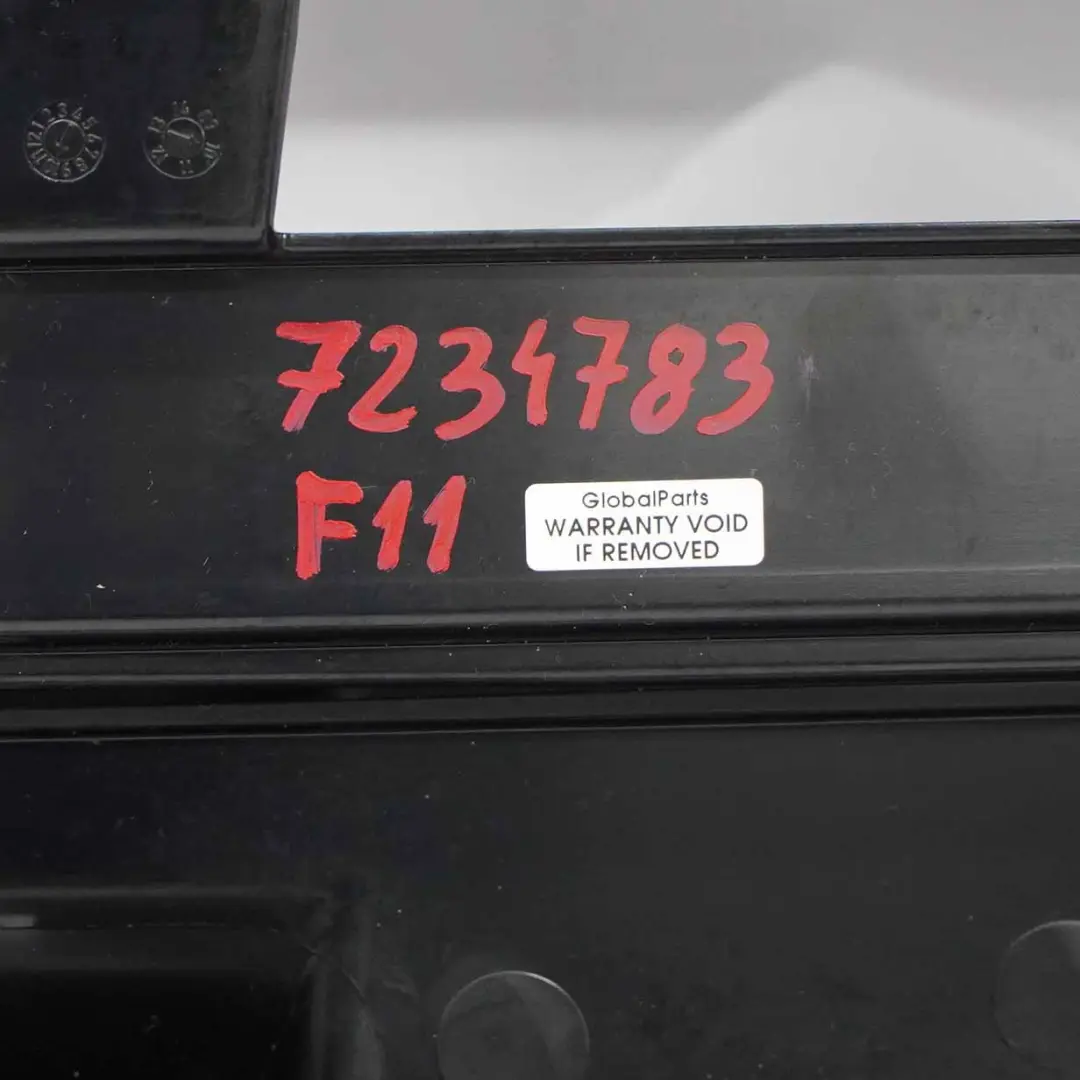 7234783
F11
GlobalParts
WARRANTY VOID
IF REMOVED